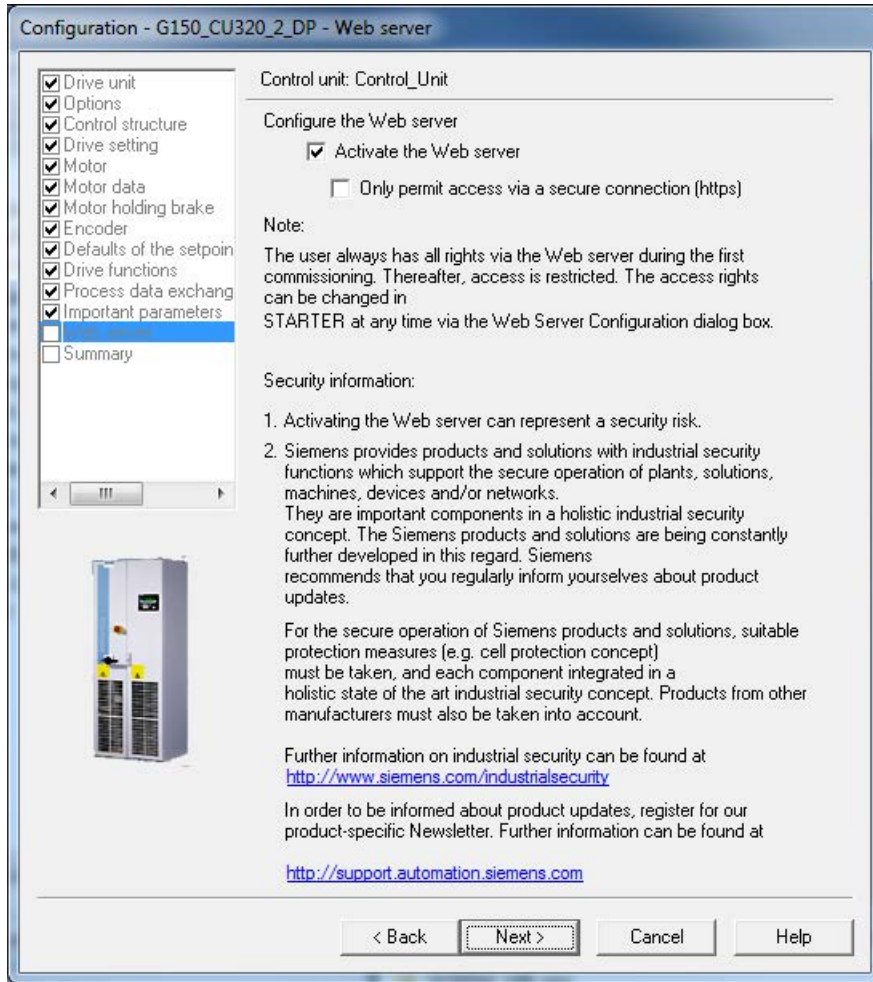 Configuration - G150_CU320_2_DP - Web server
Drive unit
Options
Control structure
Drive setting
Motor
Motor data
Motor holding brake
Encoder
Defaults of the setpoin
Drive functions
Process data exchang
Important parameters
Summary
Control unit: Control_Unit
Configure the Web server
Activate the Web server
Only permit access via a secure connection (https)
Note:
The user always has all rights via the Web server during the first
commissioning. Thereafter, access is restricted. The access rights
can be changed in
STARTER at any time via the Web Server Configuration dialog box.
Security information:
1. Activating the Web server can represent a security risk.
2. Siemens provides products and solutions with industrial security
functions which support the secure operation of plants, solutions,
machines, devices and/or networks.
They are important components in a holistic industrial security
concept. The Siemens products and solutions are being constantly
further developed in this regard. Siemens
recommends that you regularly inform yourselves about product
updates.
For the secure operation of Siemens products and solutions, suitable
protection measures (e.g. cell protection concept)
must be taken, and each component integrated in a
holistic state of the art industrial security concept. Products from other
manufacturers must also be taken into account.
Further information on industrial security can be found at
http://www.siemens.com/industrialsecurity
In order to be informed about product updates, register for our
product-specific Newsletter. Further information can be found at
http://support.automation.siemens.com
< Back
Next >
Cancel
Help